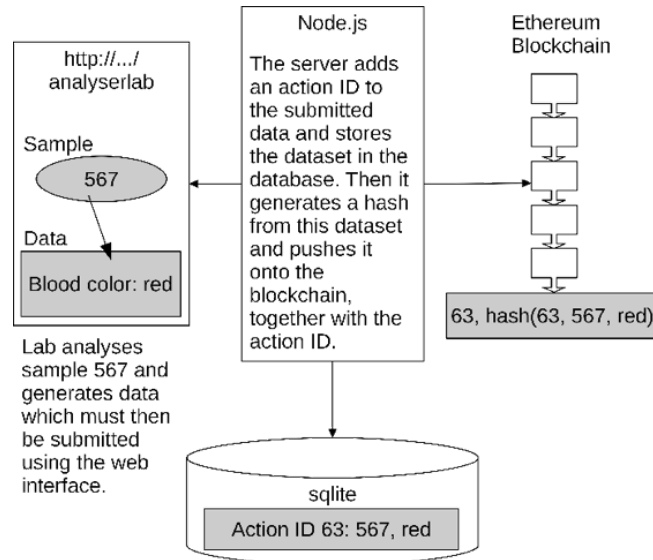 http://.../
analyserlab
Sample
567
Data
Blood color: red
Lab analyses
sample 567 and
generates data
which must then
be submitted
using the web
interface.
Node.js
The server adds
an action ID to
the submitted
data and stores
the dataset in the
database. Then it
generates a hash
from this dataset
and pushes it
onto the
blockchain,
together with the
action ID.
Ethereum
Blockchain
63, hash(63, 567, red)
sqlite
Action ID 63: 567, red